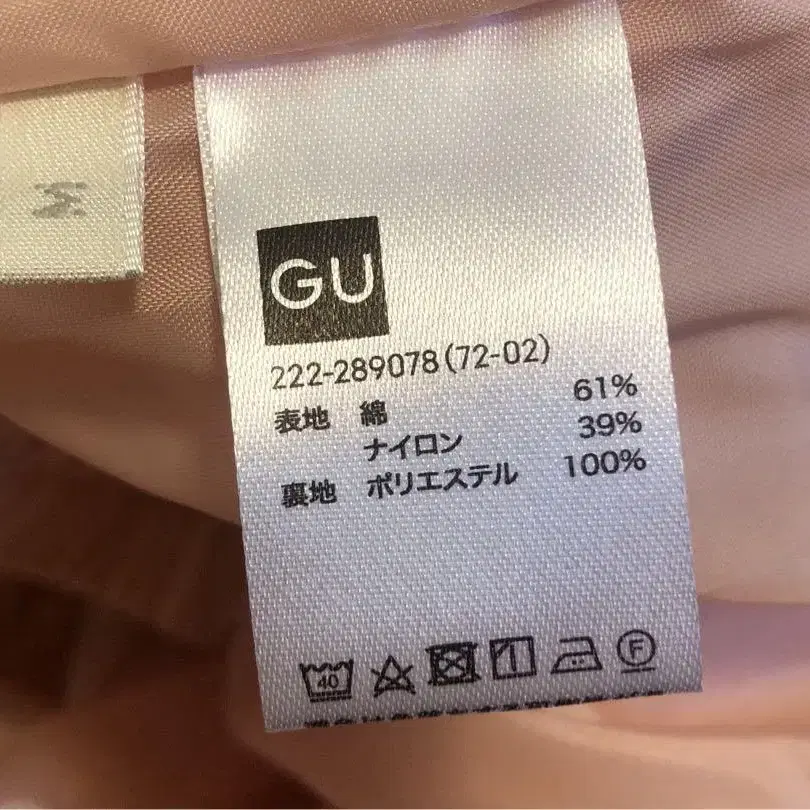 M
GU
222-289078(72-02)
表地 綿 61%
ナイロン 39%
裏地 ポリエステル 100%
40
F